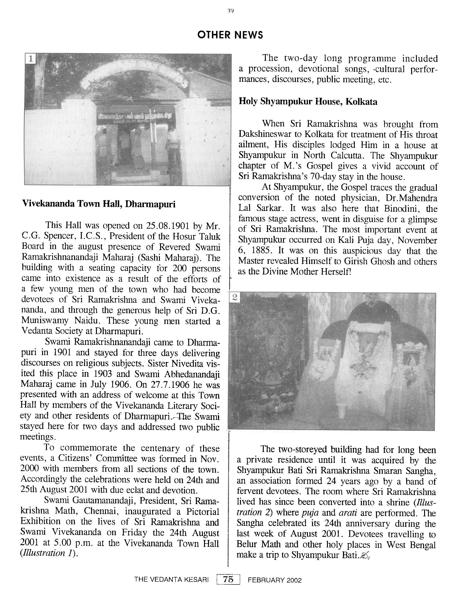 OTHER NEWS
1
Vivekananda Town Hall, Dharmapuri
This Hall was opened on 25.08.1901 by Mr.
C.G. Spencer, I.C.S., President of the Hosur Taluk
Board in the august presence of Revered Swami
Ramakrishnanandaji Maharaj (Sashi Maharaj). The
building with a seating capacity for 200 persons
came into existence as a result of the efforts of
a few young men of the town who had become
devotees of Sri Ramakrishna and Swami Viveka-
nanda, and through the generous help of Sri D.G.
Muniswamy Naidu. These young men started a
Vedanta Society at Dharmapuri.
Swami Ramakrishnanandaji came to Dharma-
puri in 1901 and stayed for three days delivering
discourses on religious subjects. Sister Nivedita vis-
ited this place in 1903 and Swami Abhedanandaji
Maharaj came in July 1906. On 27.7.1906 he was
presented with an address of welcome at this Town
Hall by members of the Vivekananda Literary Soci-
ety and other residents of Dharmapuri. The Swami
stayed here for two days and addressed two public
meetings.
To commemorate the centenary of these
events, a Citizens' Committee was formed in Nov.
2000 with members from all sections of the town.
Accordingly the celebrations were held on 24th and
25th August 2001 with due eclat and devotion.
Swami Gautamanandaji, President, Sri Rama-
krishna Math, Chennai, inaugurated a Pictorial
Exhibition on the lives of Sri Ramakrishna and
Swami Vivekananda on Friday the 24th August
2001 at 5.00 p.m. at the Vivekananda Town Hall
(Illustration 1).
The two-day long programme included
a procession, devotional songs, cultural perfor-
mances, discourses, public meeting, etc.
Holy Shyampukur House, Kolkata
When Sri Ramakrishna was brought from
Dakshineswar to Kolkata for treatment of His throat
ailment, His disciples lodged Him in a house at
Shyampukur in North Calcutta. The Shyampukur
chapter of M.'s Gospel gives a vivid account of
Sri Ramakrishna's 70-day stay in the house.
At Shyampukur, the Gospel traces the gradual
conversion of the noted physician, Dr.Mahendra
Lal Sarkar. It was also here that Binodini, the
famous stage actress, went in disguise for a glimpse
of Sri Ramakrishna. The most important event at
Shyampukur occurred on Kali Puja day, November
6, 1885. It was on this auspicious day that the
Master revealed Himself to Girish Ghosh and others
as the Divine Mother Herself!
2
The two-storeyed building had for long been
a private residence until it was acquired by the
Shyampukur Bati Sri Ramakrishna Smaran Sangha,
an association formed 24 years ago by a band of
fervent devotees. The room where Sri Ramakrishna
lived has since been converted into a shrine (Illus-
tration 2) where puja and arati are performed. The
Sangha celebrated its 24th anniversary during the
last week of August 2001. Devotees travelling to
Belur Math and other holy places in West Bengal
make a trip to Shyampukur Bati.
THE VEDANTA KESARI 75 FEBRUARY 2002